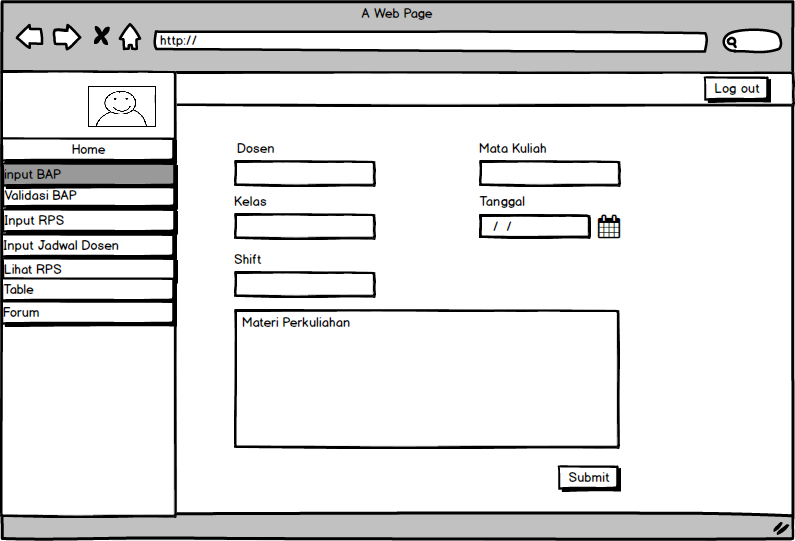 A Web Page
http://
Log out
Home
input BAP
Validasi BAP
Input RPS
Input Jadwal Dosen
Lihat RPS
Table
Forum
Dosen
Mata Kuliah
Kelas
Tanggal
/ /
Shift
Materi Perkuliahan
Submit